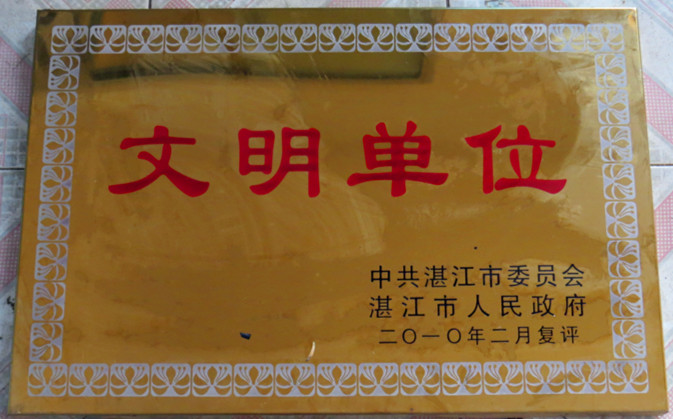 文明单位
中共湛江市委员会
湛江市人民政府
二〇一〇年二月复评